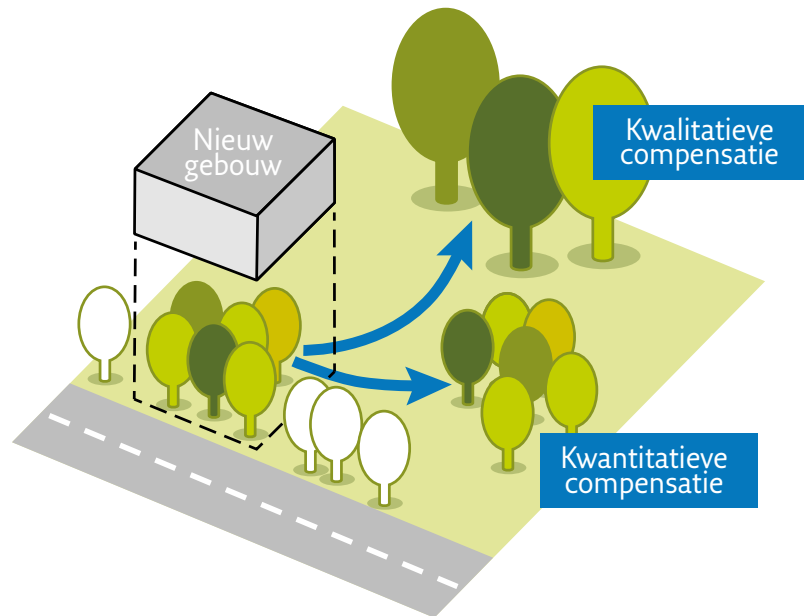 Nieuw
gebouw
Kwalitatieve
compensatie
Kwantitatieve
compensatie